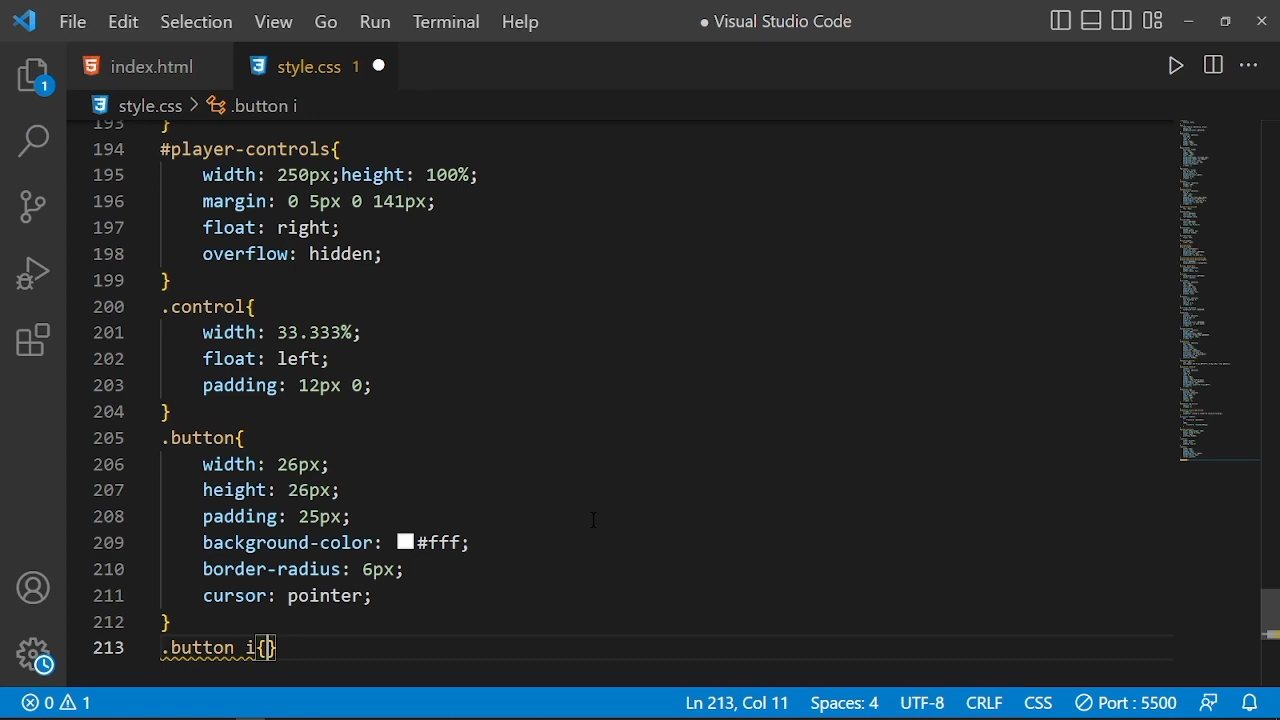 File Edit Selection View Go Run Terminal Help ● Visual Studio Code
index.html style.css 1
1 style.css > .button i
193 }
194 #player-controls{
195 width: 250px;height: 100%;
196 margin: 0 5px 0 141px;
197 float: right;
198 overflow: hidden;
199 }
200 .control{
201 width: 33.333%;
202 float: left;
203 padding: 12px 0;
204 }
205 .button{
206 width: 26px;
207 height: 26px;
208 padding: 25px;
209 background-color: #fff;
210 border-radius: 6px;
211 cursor: pointer;
212 }
213 .button i{}
0 1 Ln 213, Col 11 Spaces: 4 UTF-8 CRLF CSS Port : 5500